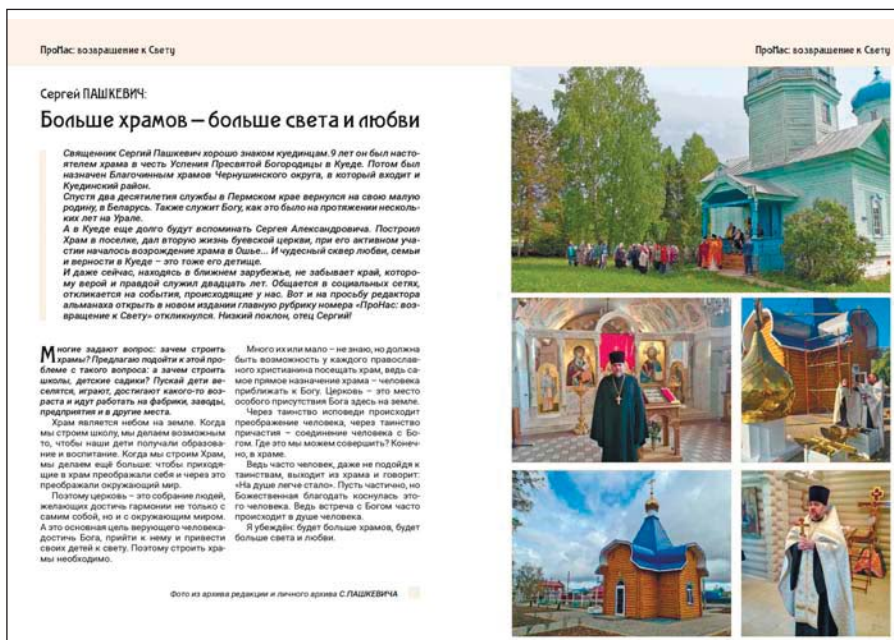 ПроНас: возвращение к Свету
ПроНас: возвращение к Свету
Сергей ПАШКЕВИЧ:
Больше храмов – больше света и любви
Священник Сергий Пашкевич хорошо знаком куединцам.9 лет он был насто-
ятелем храма в честь Успения Пресвятой Богородицы в Куеде. Потом был
назначен Благочинным храмов Чернушинского округа, в который входит и
Куединский район.
Спустя два десятилетия службы в Пермском крае вернулся на свою малую
родину, в Беларусь. Также служит Богу, как это было на протяжении несколь-
ких лет на Урале.
А в Куеде еще долго будут вспоминать Сергея Александровича. Построил
Храм в поселке, дал вторую жизнь буевской церкви, при его активном уча-
стии началось возрождение храма в Ошье... И чудесный сквер любви, семьи
и верности в Куеде – это тоже его детище.
И даже сейчас, находясь в ближнем зарубежье, не забывает край, которо-
му верой и правдой служил двадцать лет. Общается в социальных сетях,
откликается на события, происходящие у нас. Вот и на просьбу редактора
альманаха открыть в новом издании главную рубрику номера «ПроНас: воз-
вращение к Свету» откликнулся. Низкий поклон, отец Сергий!
Многие задают вопрос: зачем строить
храмы? Предлагаю подойти к этой про-
блеме с такого вопроса: а зачем строить
школы, детские садики? Пускай дети ве-
селятся, играют, достигают какого-то воз-
раста и идут работать на фабрики, заводы,
предприятия и в другие места.
Храм является небом на земле. Когда
мы строим школу, мы делаем возможным
то, чтобы наши дети получали образова-
ние и воспитание. Когда мы строим Храм,
мы делаем ещё больше: чтобы приходя-
щие в храм преображали себя и через это
преображали окружающий мир.
Поэтому церковь – это собрание людей,
желающих достичь гармонии не только с
самим собой, но и с окружающим миром.
А это основная цель верующего человека-
достичь Бога, прийти к нему и привести
своих детей к свету. Поэтому строить хра-
мы необходимо.
Много их или мало – не знаю, но должна
быть возможность у каждого православ-
ного христианина посещать храм, ведь са-
мое прямое назначение храма – человека
приближать к Богу. Церковь – это место
особого присутствия Бога здесь на земле.
Через таинство исповеди происходит
преображение человека, через таинство
причастия – соединение человека с Бо-
гом. Где это мы можем совершить? Конеч-
но, в храме.
Ведь часто человек, даже не подойдя к
таинствам, выходит из храма и говорит:
«На душе легче стало». Пусть частично, но
Божественная благодать коснулась это-
го человека. Ведь встреча с Богом часто
происходит в душе человека.
Я убеждён: будет больше храмов, будет
больше света и любви.
Фото из архива редакции и личного архива С.ПАШКЕВИЧА